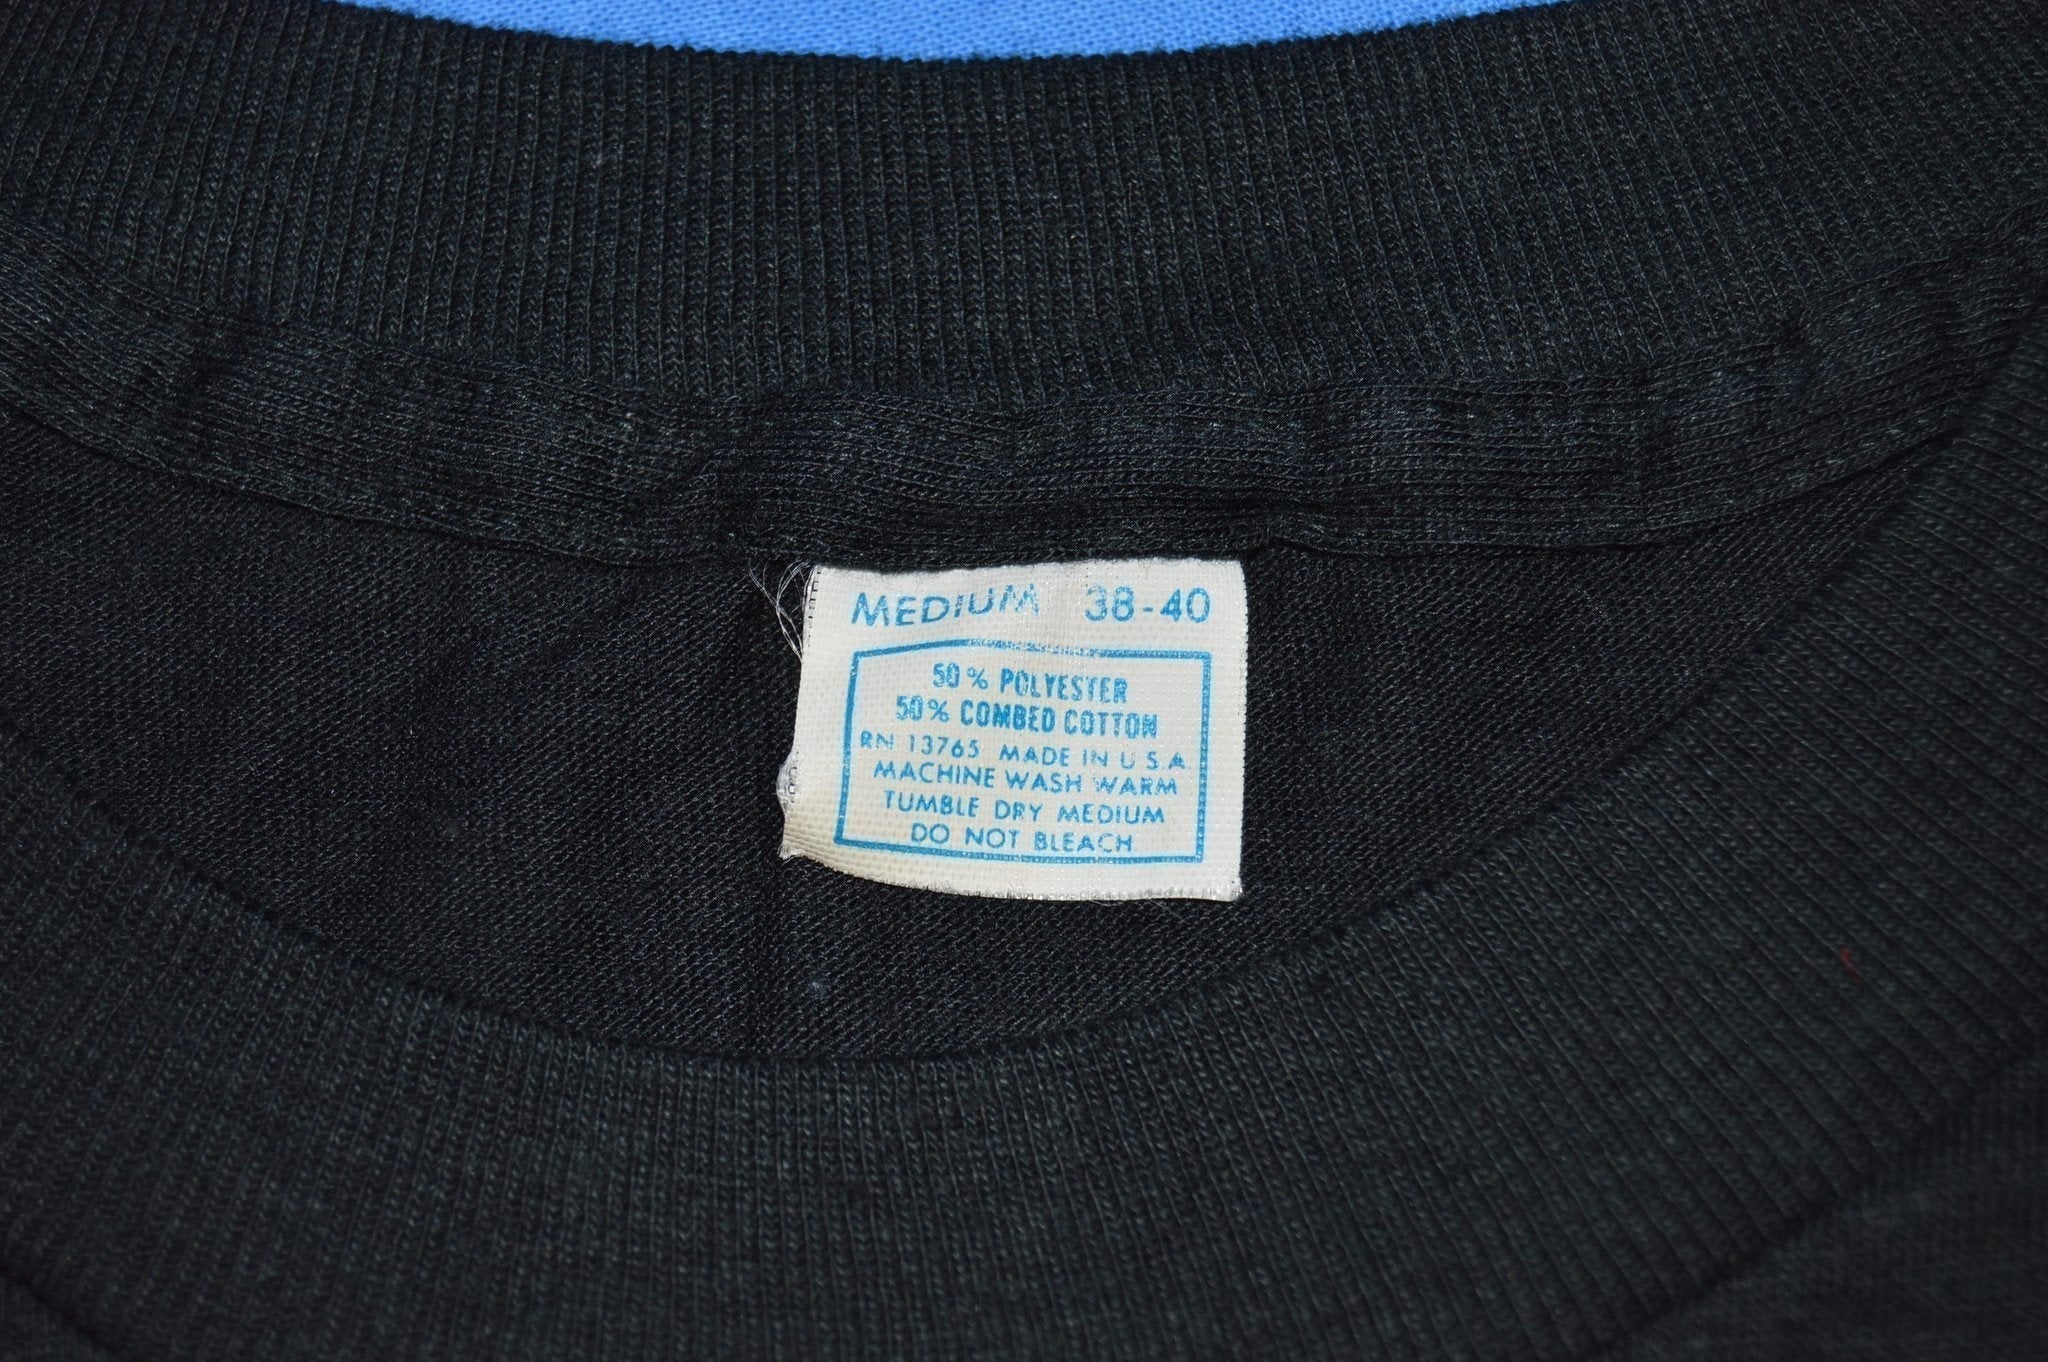 MEDIUM 38-40
50% POLYESTER
50% COMBED COTTON
RN 13765 MADE IN U.S.A
MACHINE WASH WARM
TUMBLE DRY MEDIUM
DO NOT BLEACH